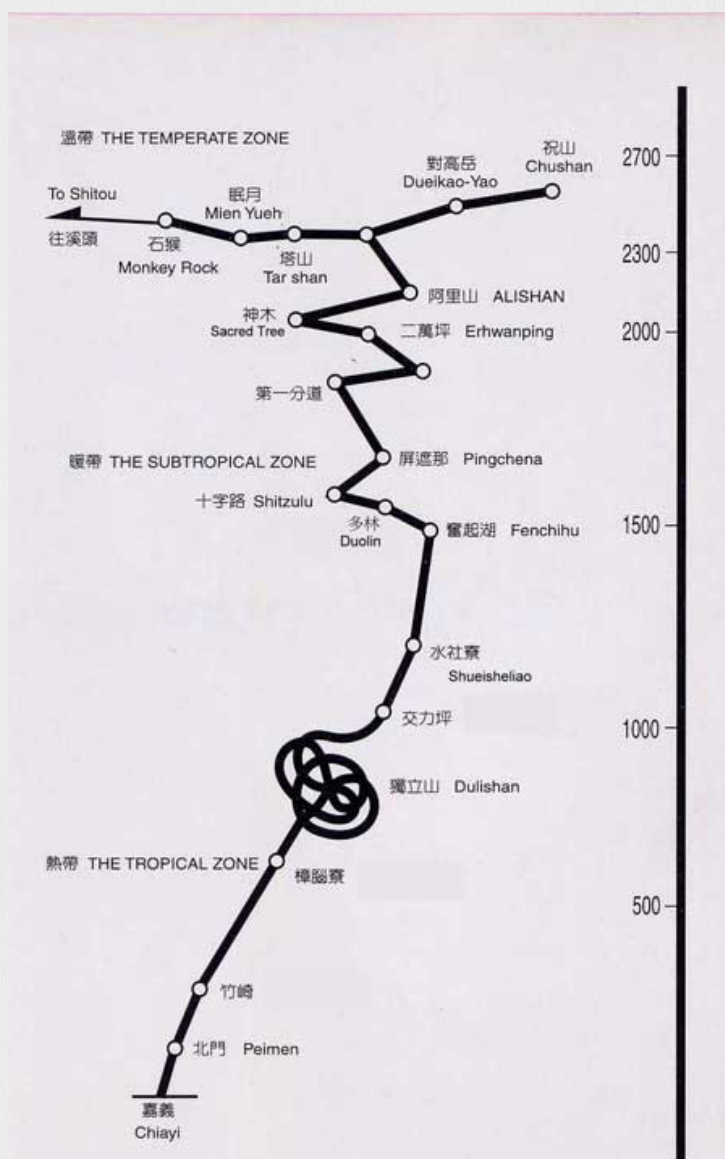 溫帶 THE TEMPERATE ZONE
祝山
Chushan
2700
對高岳
Dueikao-Yao
To Shitou
往溪頭
眠月
Mien Yueh
石猴
Monkey Rock
塔山
Tar shan
2300
阿里山 ALISHAN
神木
Sacred Tree
二萬坪 Erhwanping
2000
第一分道
暖帶 THE SUBTROPICAL ZONE
屏遮那 Pingchena
十字路 Shitzulu
多林
Duolin
奮起湖 Fenchihu
1500
水社寮
Shueisheliao
交力坪
1000
獨立山 Dulishan
熱帶 THE TROPICAL ZONE
樟腦寮
500
竹崎
北門 Peimen
嘉義
Chiayi